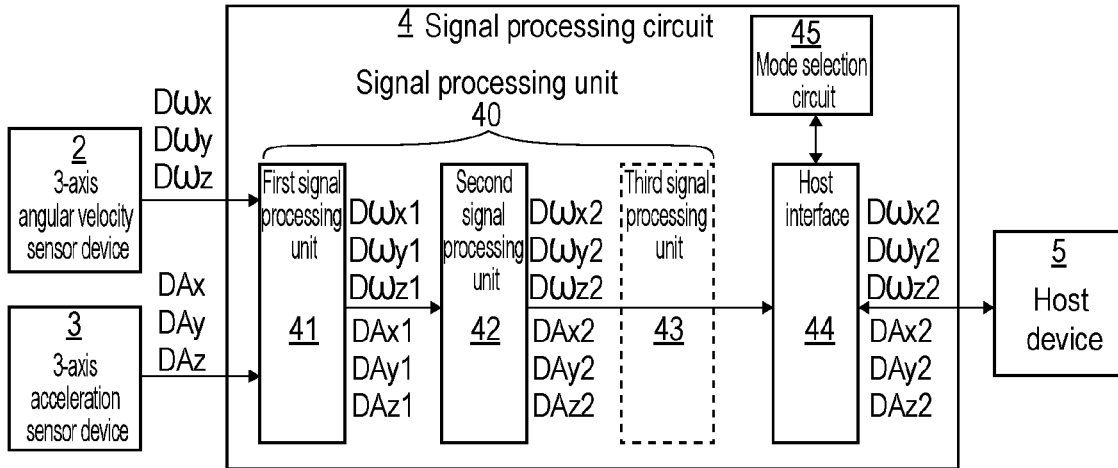 4 Signal processing circuit
45
Mode selection
circuit
Signal processing unit
40
Dωx
Dωy
Dωz
2
3-axis
angular velocity
sensor device
DAx
DAy
DAz
3
3-axis
acceleration
sensor device
First signal
processing
unit
41
Dωx1
Dωy1
Dωz1
DAx1
DAy1
DAz1
Second
signal
processing
unit
42
Dωx2
Dωy2
Dωz2
DAx2
DAy2
DAz2
Third signal
processing
unit
43
Host
interface
44
Dωx2
Dωy2
Dωz2
DAx2
DAy2
DAz2
5
Host
device